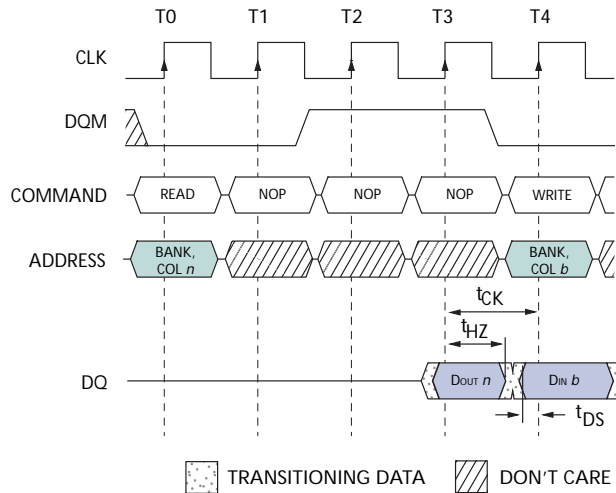 T0 T1 T2 T3 T4
CLK
DQM
COMMAND READ NOP NOP NOP WRITE
ADDRESS BANK, COL n BANK, COL b
tCK
tHZ
DQ DOUT n DIN b
tDS
TRANSITIONING DATA DON'T CARE